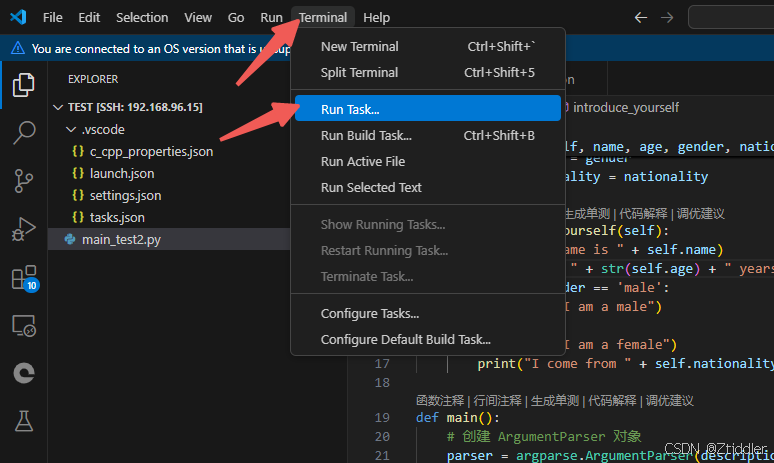 File Edit Selection View Go Run Terminal Help
You are connected to an OS version that is
EXPLORER
TEST [SSH: 192.168.96.15]
.vscode
c_cpp_properties.json
launch.json
settings.json
tasks.json
main_test2.py
10
New Terminal Ctrl+Shift+`
Split Terminal Ctrl+Shift+5
Run Task...
Run Build Task... Ctrl+Shift+B
Run Active File
Run Selected Text
Show Running Tasks...
Restart Running Task...
Terminate Task...
Configure Tasks...
Configure Default Build Task...
introduce_yourself
name, age, gender,
= gender
= nationality
生成单测 | 代码解释 | 调优建议
(self):
is " + self.name)
" + str(self.age) + " years
== 'male':
I am a male")
I am a female")
17 print("I come from " + self.nationality
18
函数注释 | 行间注释 | 生成单测 | 代码解释 | 调优建议
19 def main():
20 # 创建 ArgumentParser 对象
21 parser = argparse.ArgumentParser(
CSDN @Ztiddler